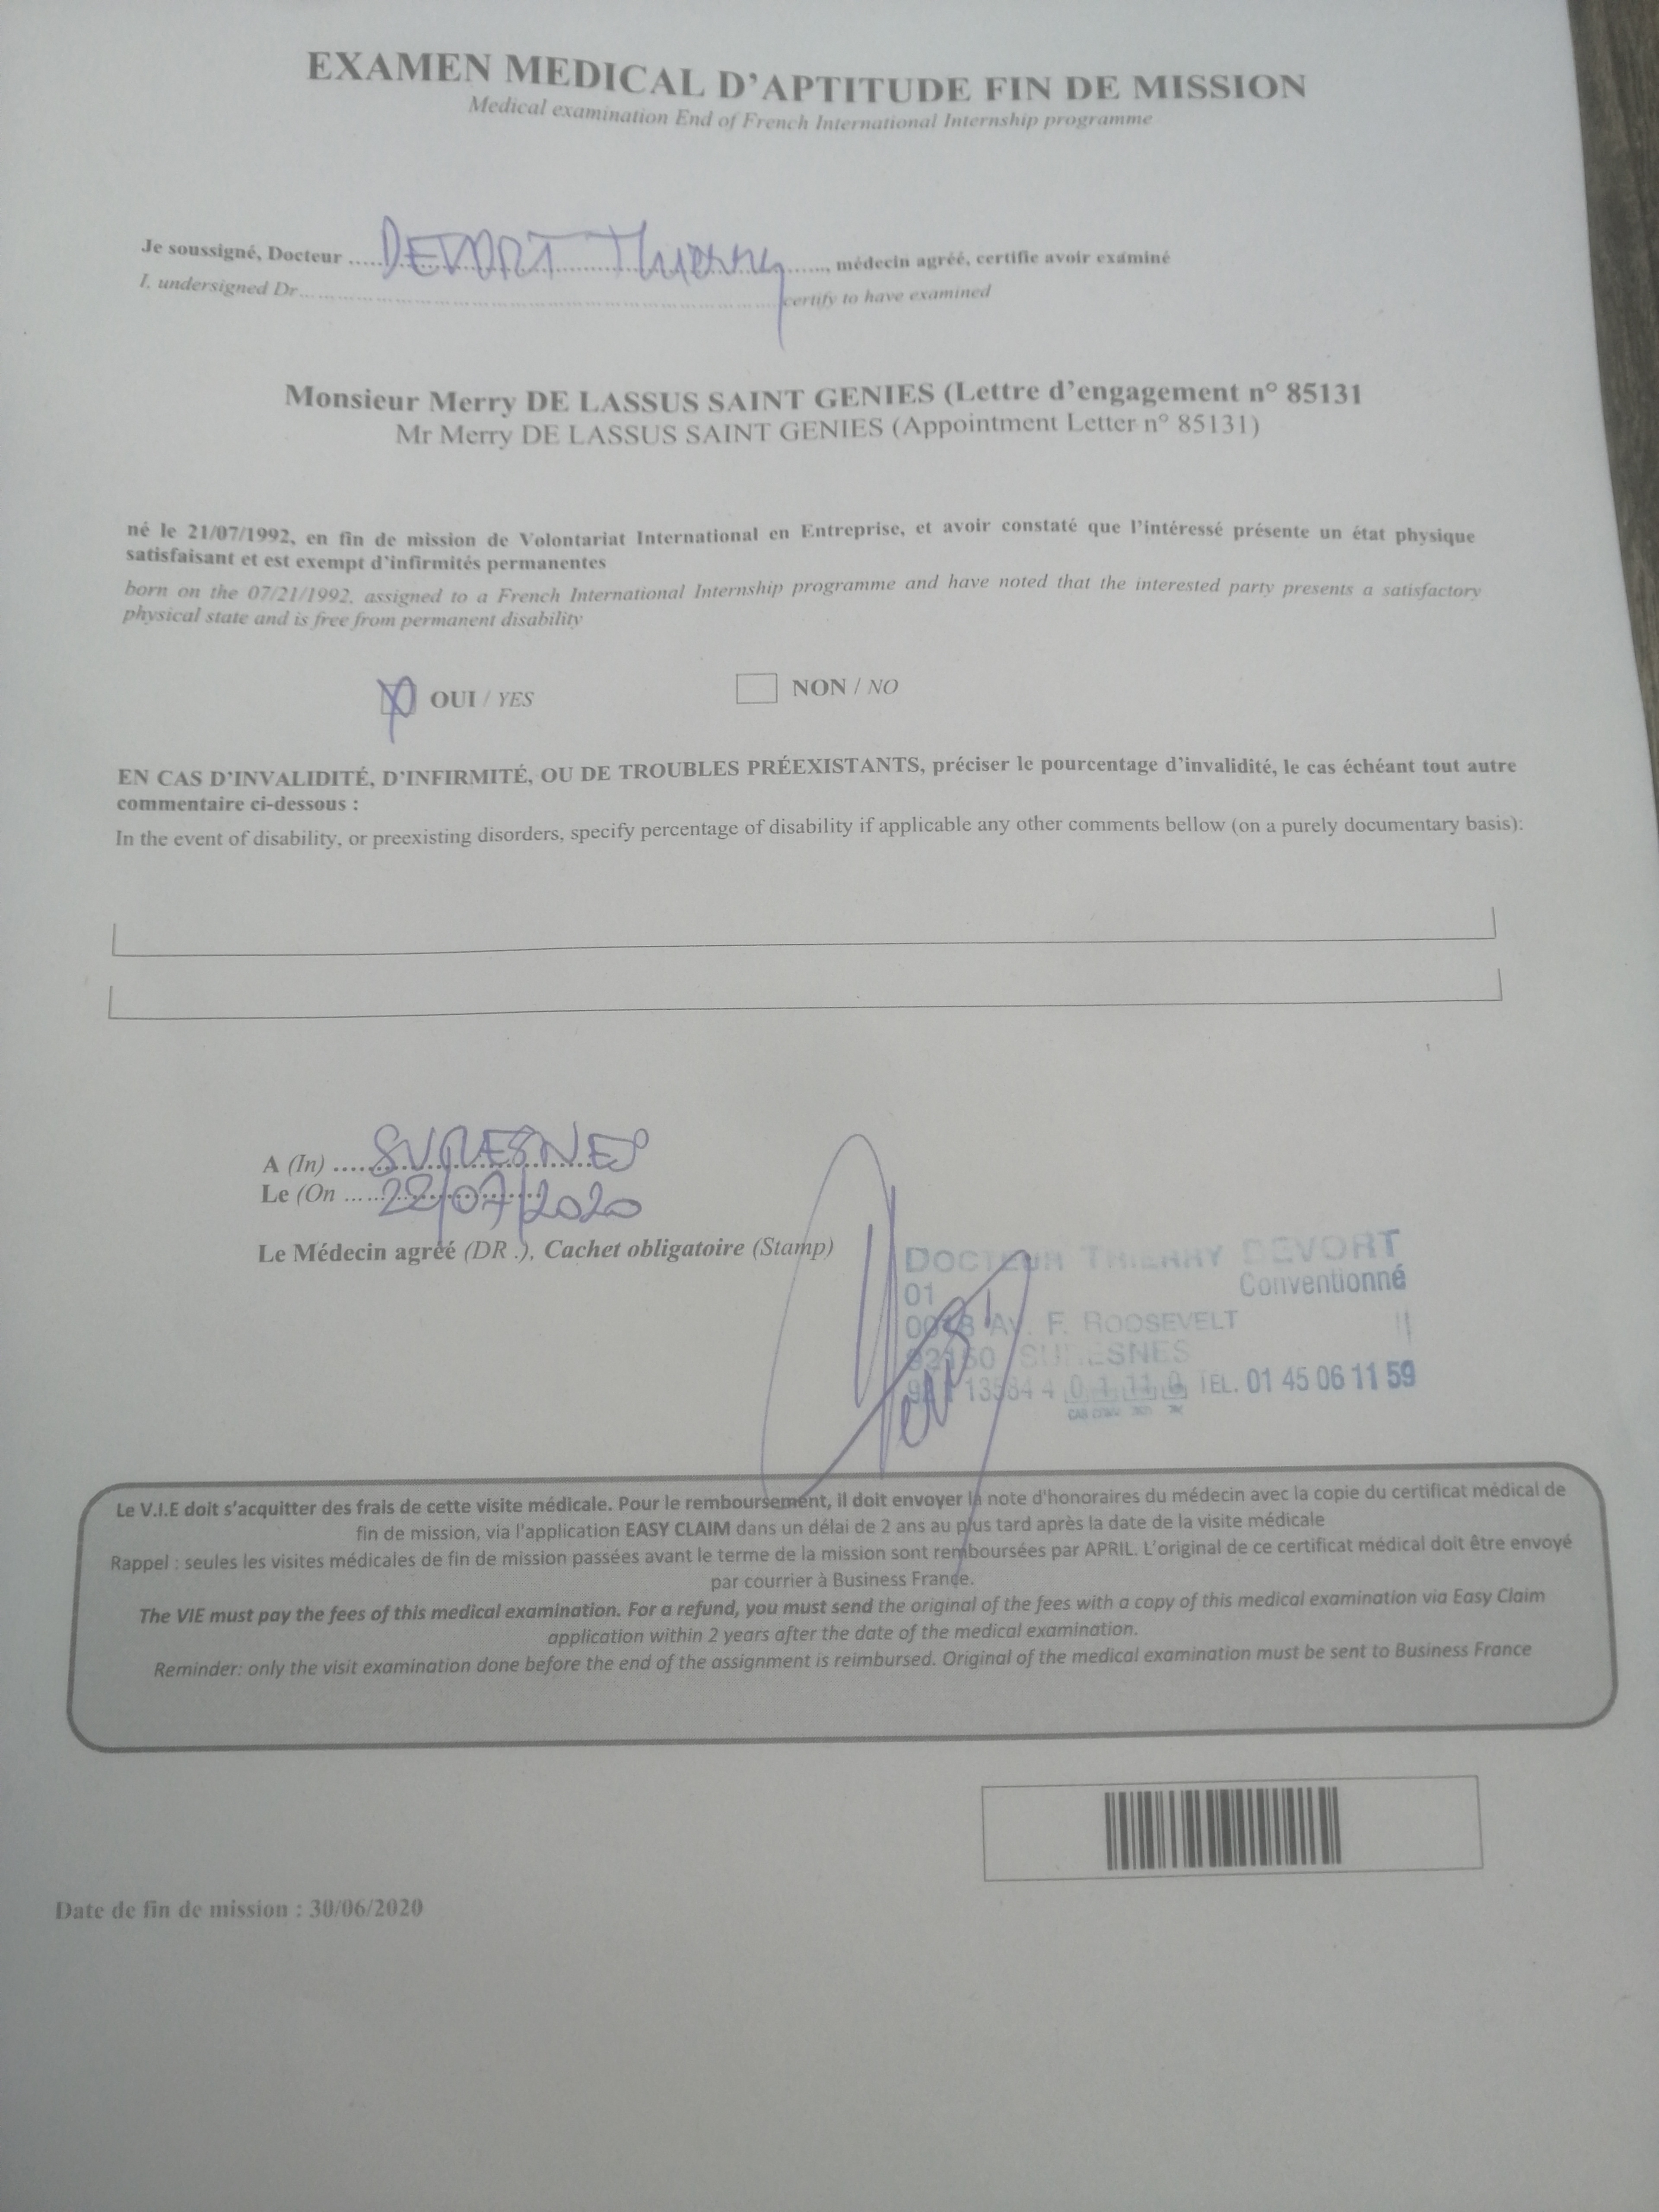 EXAMEN MEDICAL D'APTITUDE FIN DE MISSION
Medical examination End of French International Internship programme
Je soussigné, Docteur ..... DEVORT Thierry ......., médecin agréé, certifie avoir examiné
I, undersigned Dr................................................................certify to have examined
Monsieur Merry DE LASSUS SAINT GENIES (Lettre d'engagement n° 85131
Mr Merry DE LASSUS SAINT GENIES (Appointment Letter n° 85131)
né le 21/07/1992, en fin de mission de Volontariat International en Entreprise, et avoir constaté que l'intéressé présente un état physique
satisfaisant et est exempt d'infirmités permanentes
born on the 07/21/1992, assigned to a French International Internship programme and have noted that the interested party presents a satisfactory
physical state and is free from permanent disability
OUI / YES NON / NO
EN CAS D'INVALIDITÉ, D'INFIRMITÉ, OU DE TROUBLES PRÉEXISTANTS, préciser le pourcentage d'invalidité, le cas échéant tout autre
commentaire ci-dessous :
In the event of disability, or preexisting disorders, specify percentage of disability if applicable any other comments bellow (on a purely documentary basis):
A (In) ..... SURESNES
Le (On ...... 22/07/2020
Le Médecin agréé (DR .), Cachet obligatoire (Stamp)
DOCTEUR THIERRY DEVORT
Conventionné
01
AV. F. ROOSEVELT
92150 SURESNES
TEL. 01 45 06 11 59
Le V.I.E doit s'acquitter des frais de cette visite médicale. Pour le remboursement, il doit envoyer la note d'honoraires du médecin avec la copie du certificat médical de
fin de mission, via l'application EASY CLAIM dans un délai de 2 ans au plus tard après la date de la visite médicale
Rappel : seules les visites médicales de fin de mission passées avant le terme de la mission sont remboursées par APRIL. L'original de ce certificat médical doit être envoyé
par courrier à Business France.
The VIE must pay the fees of this medical examination. For a refund, you must send the original of the fees with a copy of this medical examination via Easy Claim
application within 2 years after the date of the medical examination.
Reminder: only the visit examination done before the end of the assignment is reimbursed. Original of the medical examination must be sent to Business France
Date de fin de mission : 30/06/2020